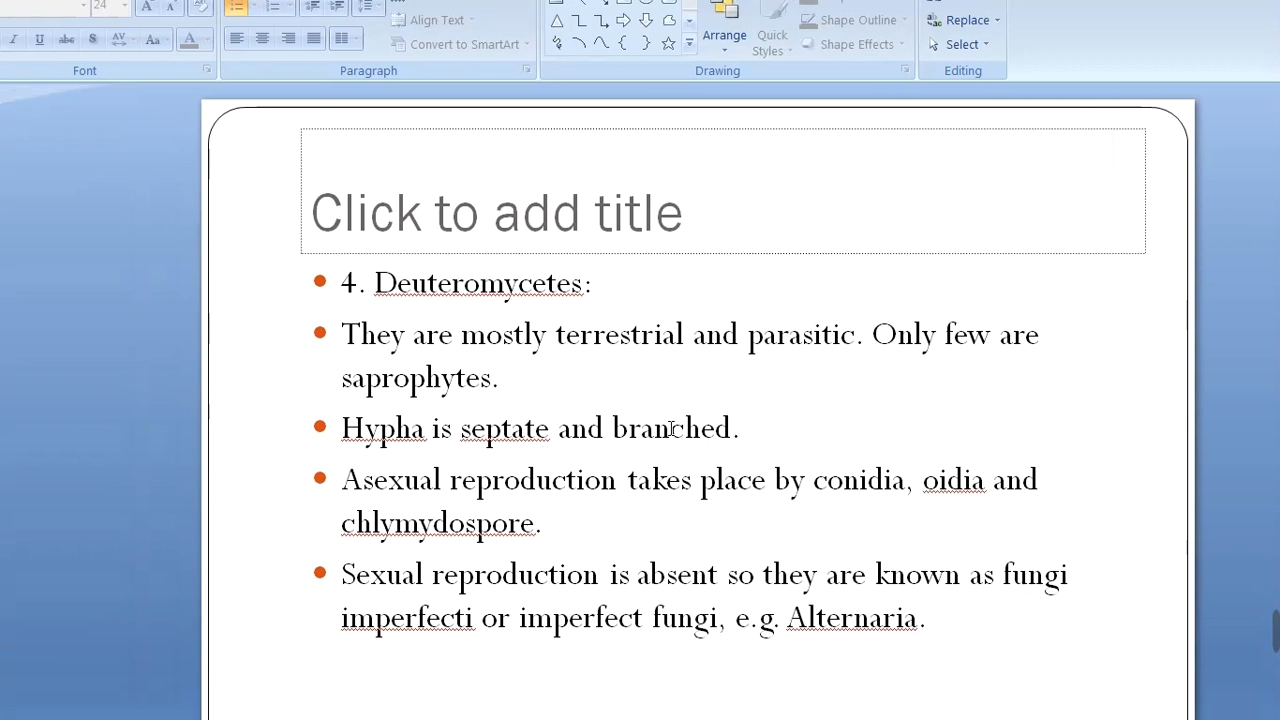 24
Align Text
Convert to SmartArt
Arrange
Quick
Styles
Shape Outline
Shape Effects
Replace
Select
Font
Paragraph
Drawing
Editing
Click to add title
4. Deuteromycetes:
They are mostly terrestrial and parasitic. Only few are
saprophytes.
Hypha is septate and branched.
Asexual reproduction takes place by conidia, oidia and
chlymydospore.
Sexual reproduction is absent so they are known as fungi
imperfecti or imperfect fungi, e.g. Alternaria.